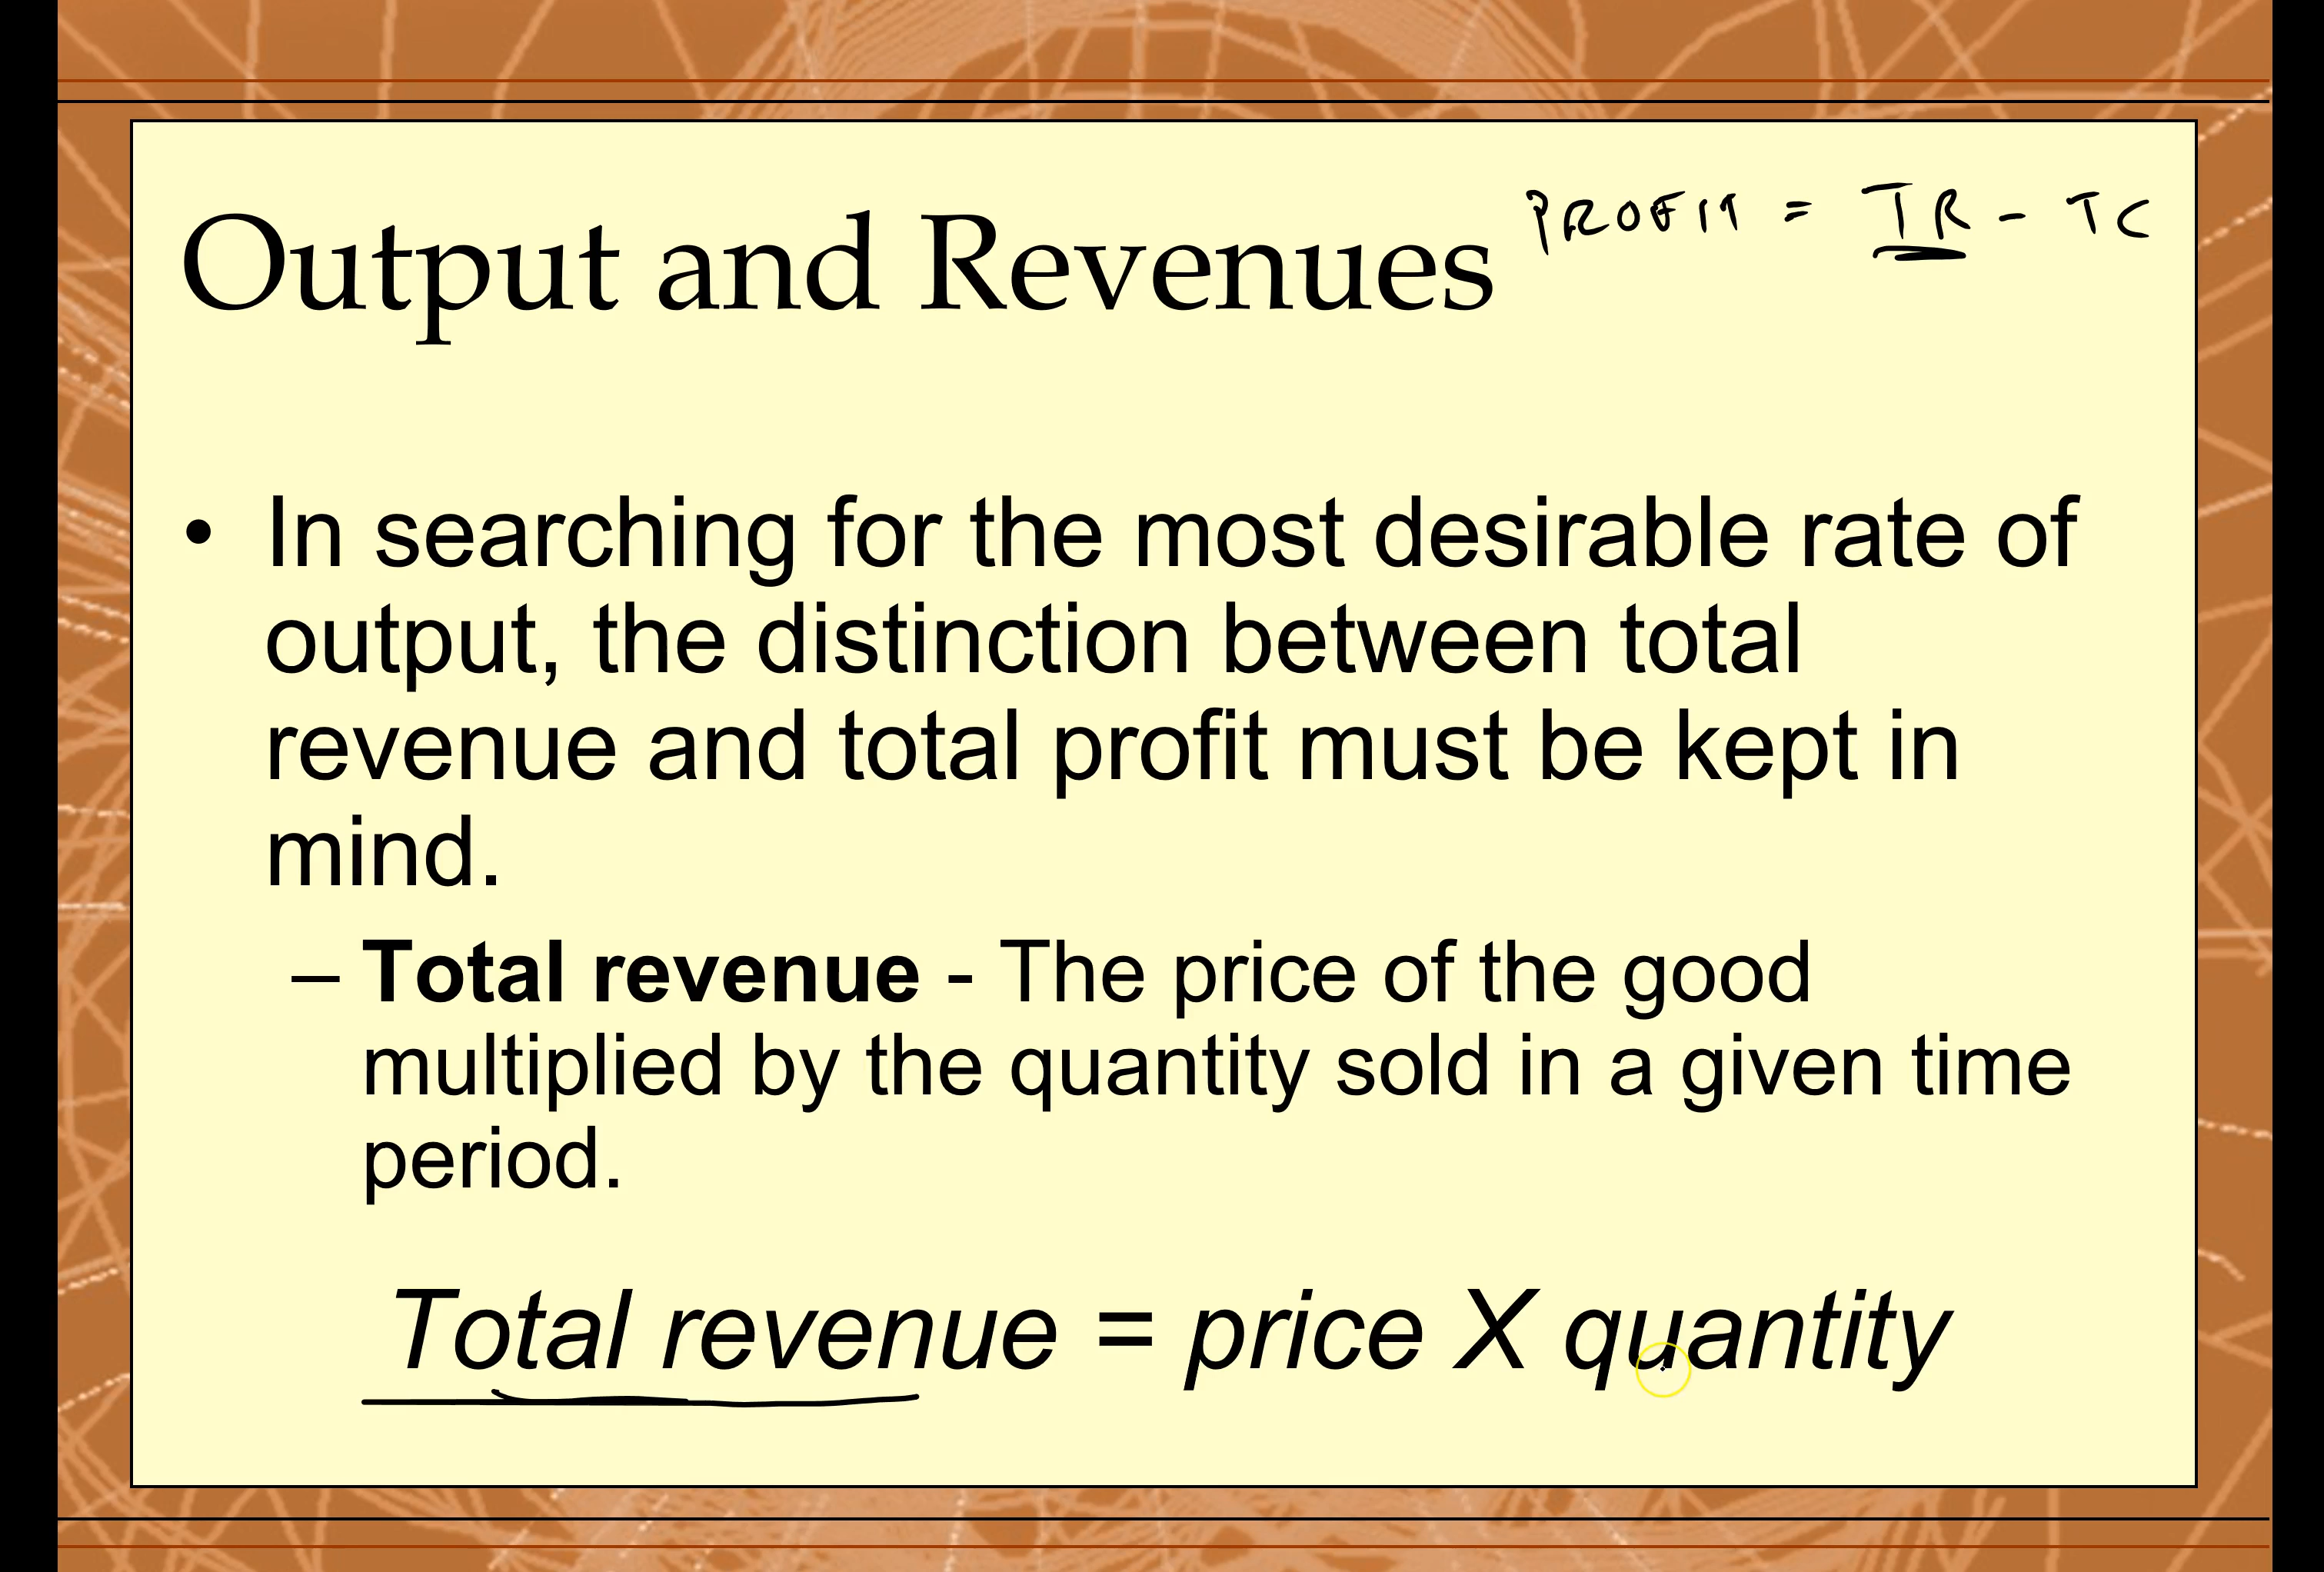 Output and Revenues PROFIT = TR - TC
• In searching for the most desirable rate of
output, the distinction between total
revenue and total profit must be kept in
mind.
– Total revenue - The price of the good
multiplied by the quantity sold in a given time
period.
Total revenue = price X quantity